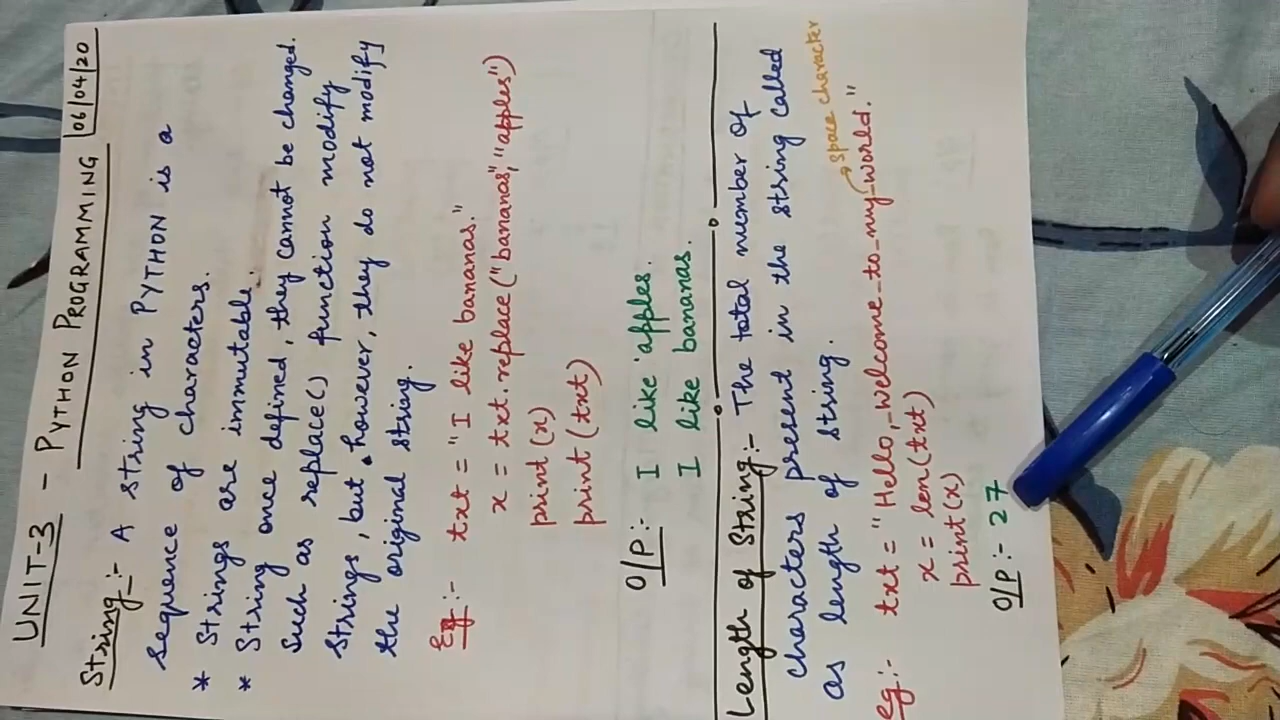 UNIT-3 - PYTHON PROGRAMMING 06/04/20
String:- A string in PYTHON is a
sequence of characters.
* Strings are immutable.
* String once defined, they cannot be changed.
Such as replace() function modify
strings, but however, they do not modify
the original string.
Eg:- txt = "I like bananas."
x = txt.replace("bananas","apples")
print(x)
print(txt)
O/P:- I like apples.
I like bananas.
Length of String:- The total number of
characters present in the string called
as length of string.
space character
eg:- txt = "Hello,_welcome_to_my_world."
x = len(txt)
print(x)
O/P:- 27